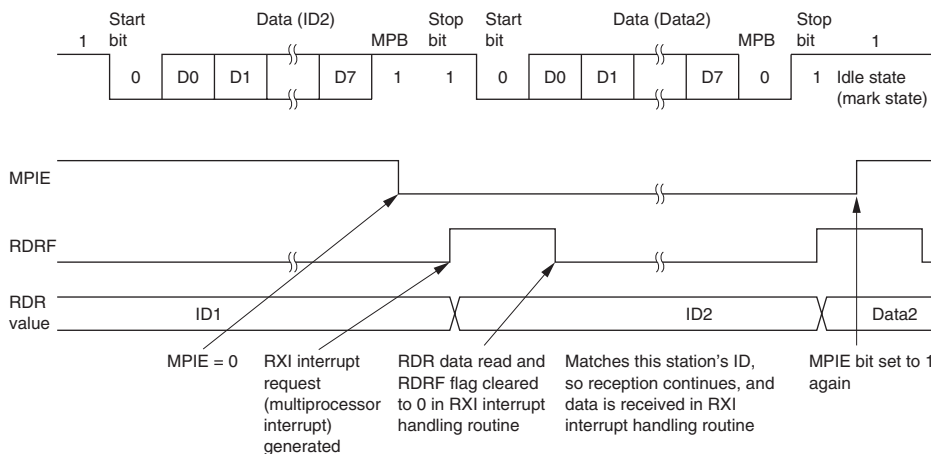 Start bit
Data (ID2)
Stop bit
Start bit
Data (Data2)
Stop bit
1
MPB
MPB
1
0
D0
D1
D7
1
1
0
D0
D1
D7
0
1
Idle state (mark state)
MPIE
RDRF
RDR value
ID1
ID2
Data2
MPIE = 0
RXI interrupt
request
(multiprocessor
interrupt)
generated
RDR data read and
RDRF flag cleared
to 0 in RXI interrupt
handling routine
Matches this station's ID,
so reception continues, and
data is received in RXI
interrupt handling routine
MPIE bit set to 1
again